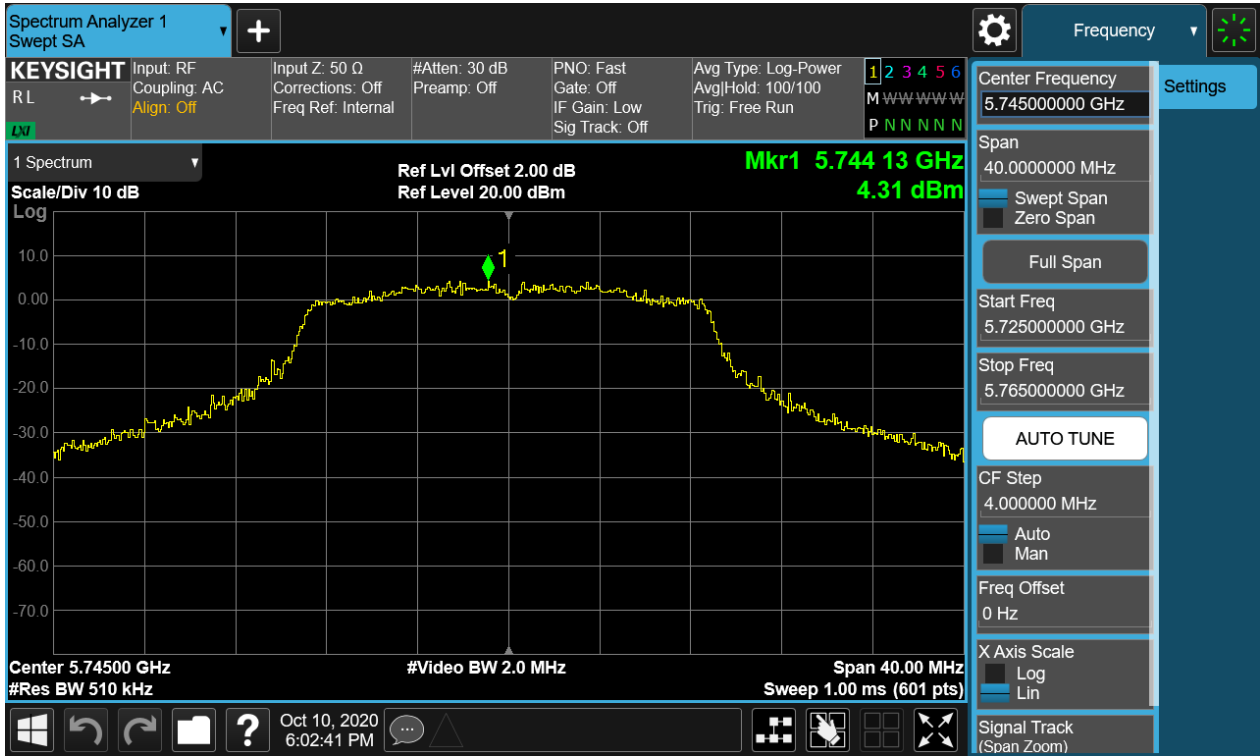 Spectrum Analyzer 1
Swept SA
Frequency
KEYSIGHT
R L
LXI
Input: RF
Coupling: AC
Align: Off
Input Z: 50 Ω
Corrections: Off
Freq Ref: Internal
#Atten: 30 dB
Preamp: Off
PNO: Fast
Gate: Off
IF Gain: Low
Sig Track: Off
Avg Type: Log-Power
Avg|Hold: 100/100
Trig: Free Run
1 2 3 4 5 6
M W W W W W
P N N N N N
1 Spectrum
Scale/Div 10 dB
Log
Ref Lvl Offset 2.00 dB
Ref Level 20.00 dBm
Mkr1 5.744 13 GHz
4.31 dBm
1
10.0
0.00
-10.0
-20.0
-30.0
-40.0
-50.0
-60.0
-70.0
Center 5.74500 GHz
#Res BW 510 kHz
#Video BW 2.0 MHz
Span 40.00 MHz
Sweep 1.00 ms (601 pts)
Oct 10, 2020
6:02:41 PM
Center Frequency
5.745000000 GHz
Span
40.0000000 MHz
Swept Span
Zero Span
Full Span
Start Freq
5.725000000 GHz
Stop Freq
5.765000000 GHz
AUTO TUNE
CF Step
4.000000 MHz
Auto
Man
Freq Offset
0 Hz
X Axis Scale
Log
Lin
Signal Track
(Span Zoom)
Settings